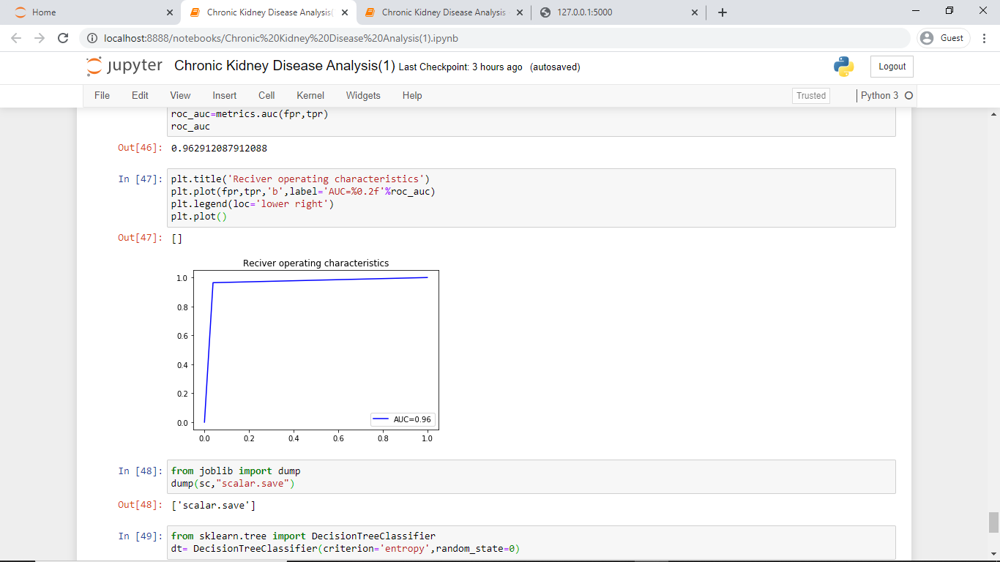 Home
Chronic Kidney Disease Analysis(
Chronic Kidney Disease Analysis
127.0.0.1:5000
localhost:8888/notebooks/Chronic%20Kidney%20Disease%20Analysis(1).ipynb
Guest
jupyter Chronic Kidney Disease Analysis(1) Last Checkpoint: 3 hours ago (autosaved)
Logout
File Edit View Insert Cell Kernel Widgets Help
Trusted
Python 3
roc_auc=metrics.auc(fpr,tpr)
roc_auc
Out[46]: 0.962912087912088
In [47]: plt.title('Reciver operating characteristics')
plt.plot(fpr,tpr,'b',label='AUC=%0.2f'%roc_auc)
plt.legend(loc='lower right')
plt.plot()
Out[47]: []
Reciver operating characteristics
1.0
0.8
0.6
0.4
0.2
0.0
AUC=0.96
0.0 0.2 0.4 0.6 0.8 1.0
In [48]: from joblib import dump
dump(sc,"scalar.save")
Out[48]: ['scalar.save']
In [49]: from sklearn.tree import DecisionTreeClassifier
dt= DecisionTreeClassifier(criterion='entropy',random_state=0)